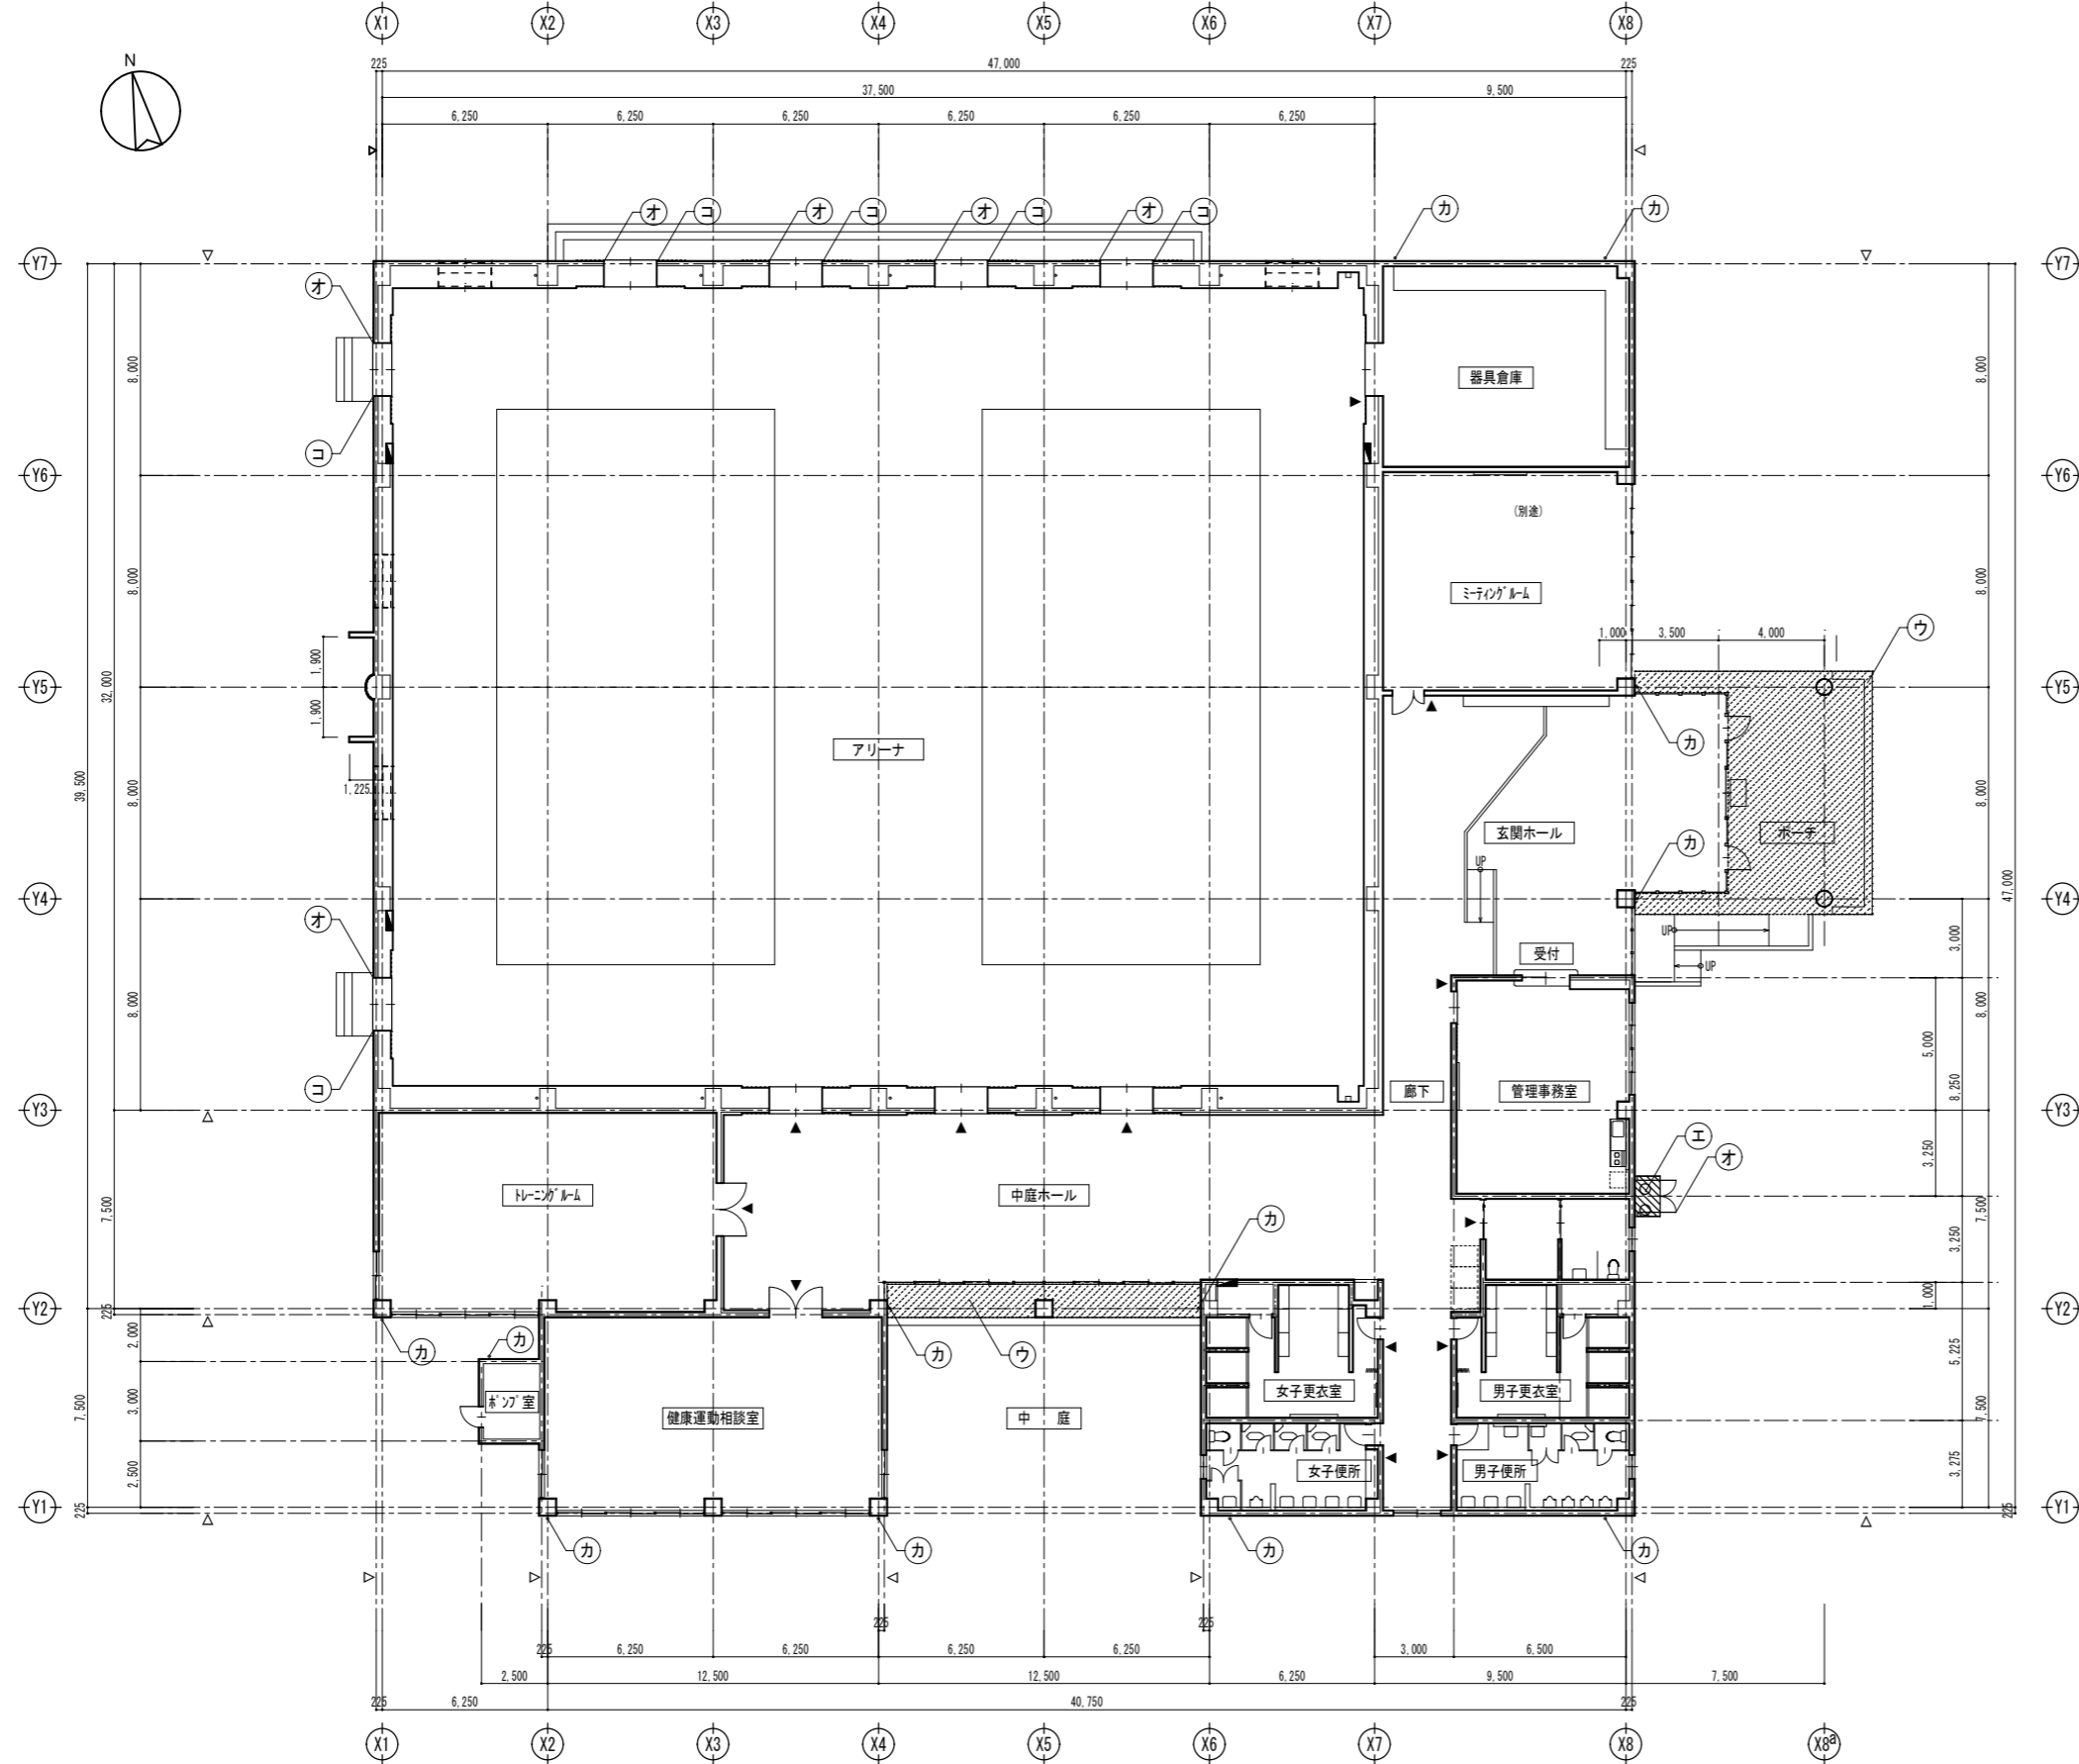 X1 X2 X3 X4 X5 X6 X7 X8
N
225 47,000 225
37,500 9,500
6,250 6,250 6,250 6,250 6,250 6,250
オ コ オ コ オ コ オ コ カ カ
Y7 Y7
オ
8,000 8,000
器具倉庫
コ
Y6 Y6
(別途)
8,000 8,000
ミーティングルーム
1,000 3,500 4,000 ウ
1,900
Y5 Y5
32,000
1,900
カ
アリーナ
39,500
1,225
8,000 8,000
玄関ホール ポーチ
カ
UP
Y4 Y4
47,000
オ
UP 3,000
受付
UP
8,000 8,000
5,000
コ
廊下 管理事務室
8,250
Y3 Y3
エ
3,250
オ
トレーニングルーム 中庭ホール
7,500 7,500
カ
3,250
1,000
225
Y2 Y2
2,000
カ カ カ ウ
5,225
ポンプ室 健康運動相談室 中 庭 女子更衣室 男子更衣室
3,000
7,500 7,500
女子便所 男子便所
3,275
2,500
Y1 Y1
225 225
カ カ カ カ
225 225
225 6,250 6,250 6,250 6,250 3,000 6,500
2,500 12,500 12,500 6,250 9,500 7,500
225 6,250 40,750 225
X1 X2 X3 X4 X5 X6 X7 X8 X8a